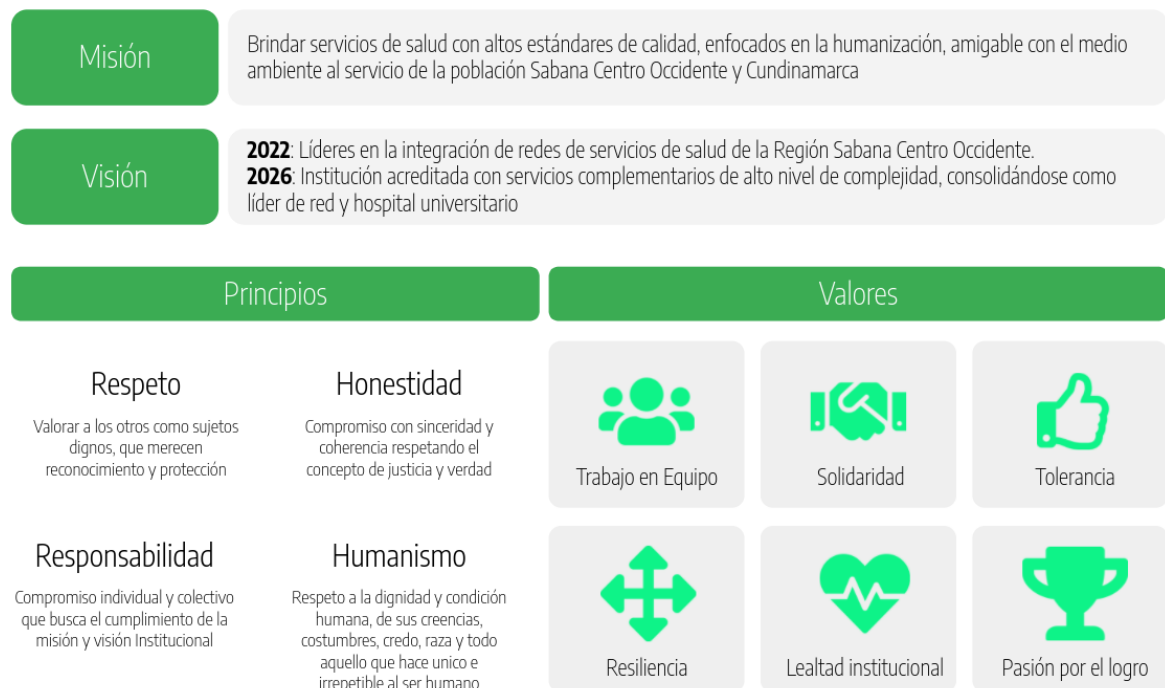 Misión
Brindar servicios de salud con altos estándares de calidad, enfocados en la humanización, amigable con el medio
ambiente al servicio de la población Sabana Centro Occidente y Cundinamarca
Visión
2022: Líderes en la integración de redes de servicios de salud de la Región Sabana Centro Occidente.
2026: Institución acreditada con servicios complementarios de alto nivel de complejidad, consolidándose como
líder de red y hospital universitario
Principios
Respeto
Valorar a los otros como sujetos
dignos, que merecen
reconocimiento y protección
Honestidad
Compromiso con sinceridad y
coherencia respetando el
concepto de justicia y verdad
Responsabilidad
Compromiso individual y colectivo
que busca el cumplimiento de la
misión y visión Institucional
Humanismo
Respeto a la dignidad y condición
humana, de sus creencias,
costumbres, credo, raza y todo
aquello que hace unico e
irrepetible al ser humano
Valores
Trabajo en Equipo
Solidaridad
Tolerancia
Resiliencia
Lealtad institucional
Pasión por el logro